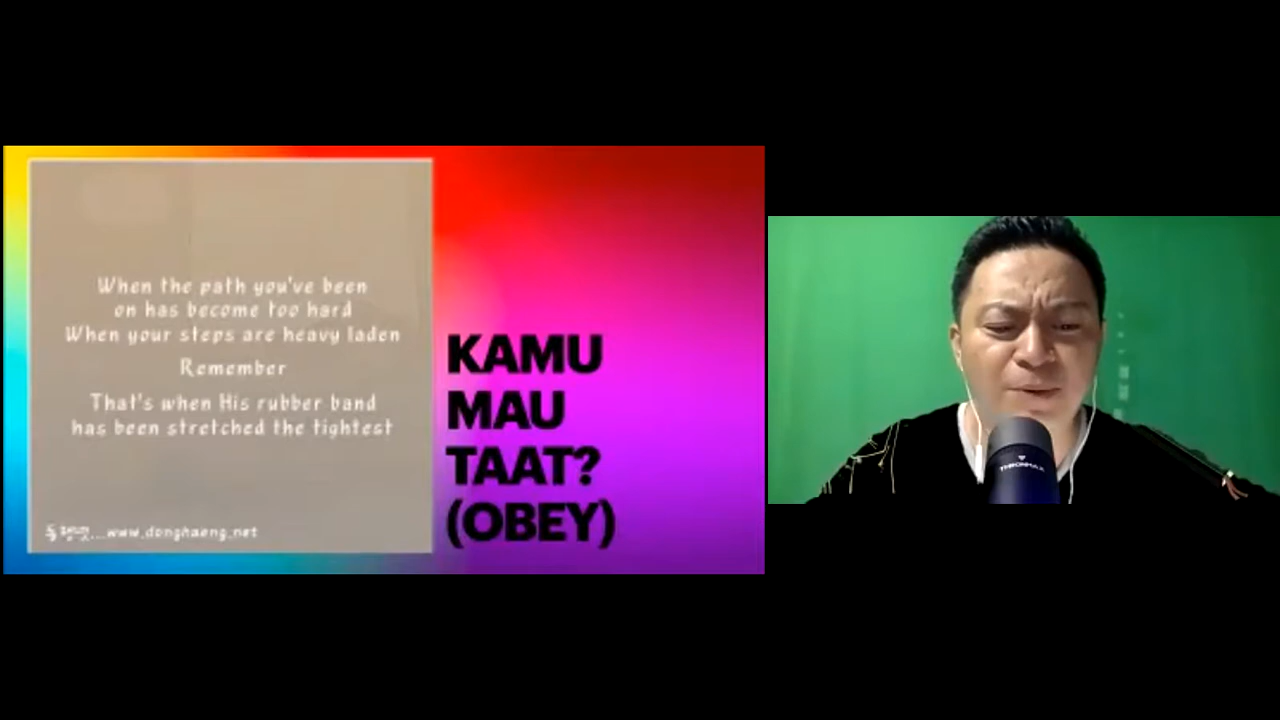 When the path you've been
on has become too hard
When your steps are heavy laden
Remember
That's when His rubber band
has been stretched the tightest
www.donghaeng.net
KAMU
MAU
TAAT?
(OBEY)
THRONMAX